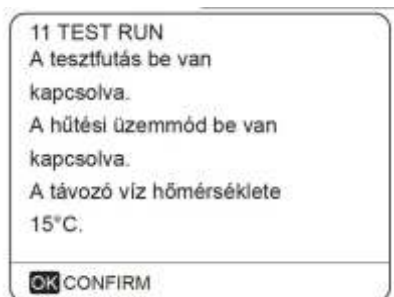 11 TEST RUN
A tesztfutás be van
kapcsolva.
A hűtési üzemmód be van
kapcsolva.
A távozó víz hőmérséklete
15°C.
OK CONFIRM